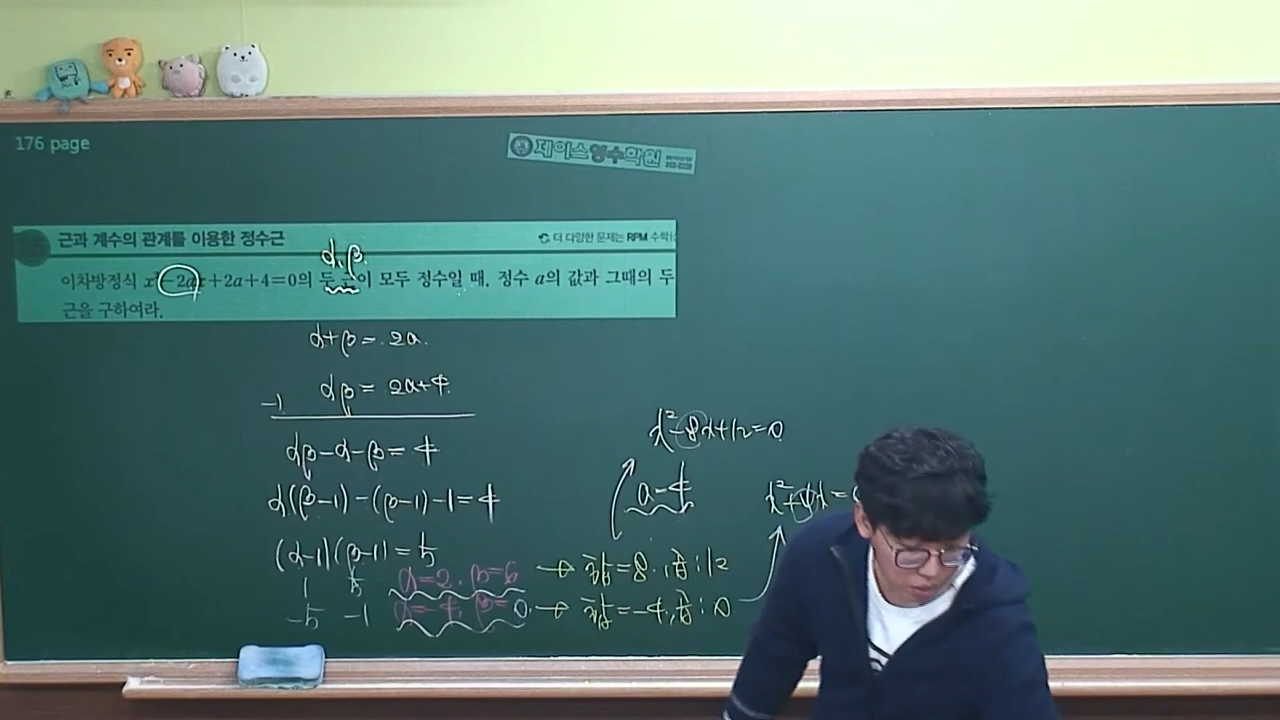 176 page
제이스영수학원
근과 계수의 관계를 이용한 정수근
더 다양한 문제는 RPM 수학(
α, β
이차방정식 x²-2ax+2a+4=0의 두 근이 모두 정수일 때, 정수 a의 값과 그때의 두
근을 구하여라.
α+β= 2a
αβ= 2a+4
-1
αβ-α-β= 4
α(β-1)-(β-1)-1=4
(α-1)(β-1)=5
1 5
-5 -1
α=2, β=6 → 합=8, 곱:12
α=-4, β=0 → 합=-4, 곱:0
x²-8x+12=0
a=4
x²+4x=